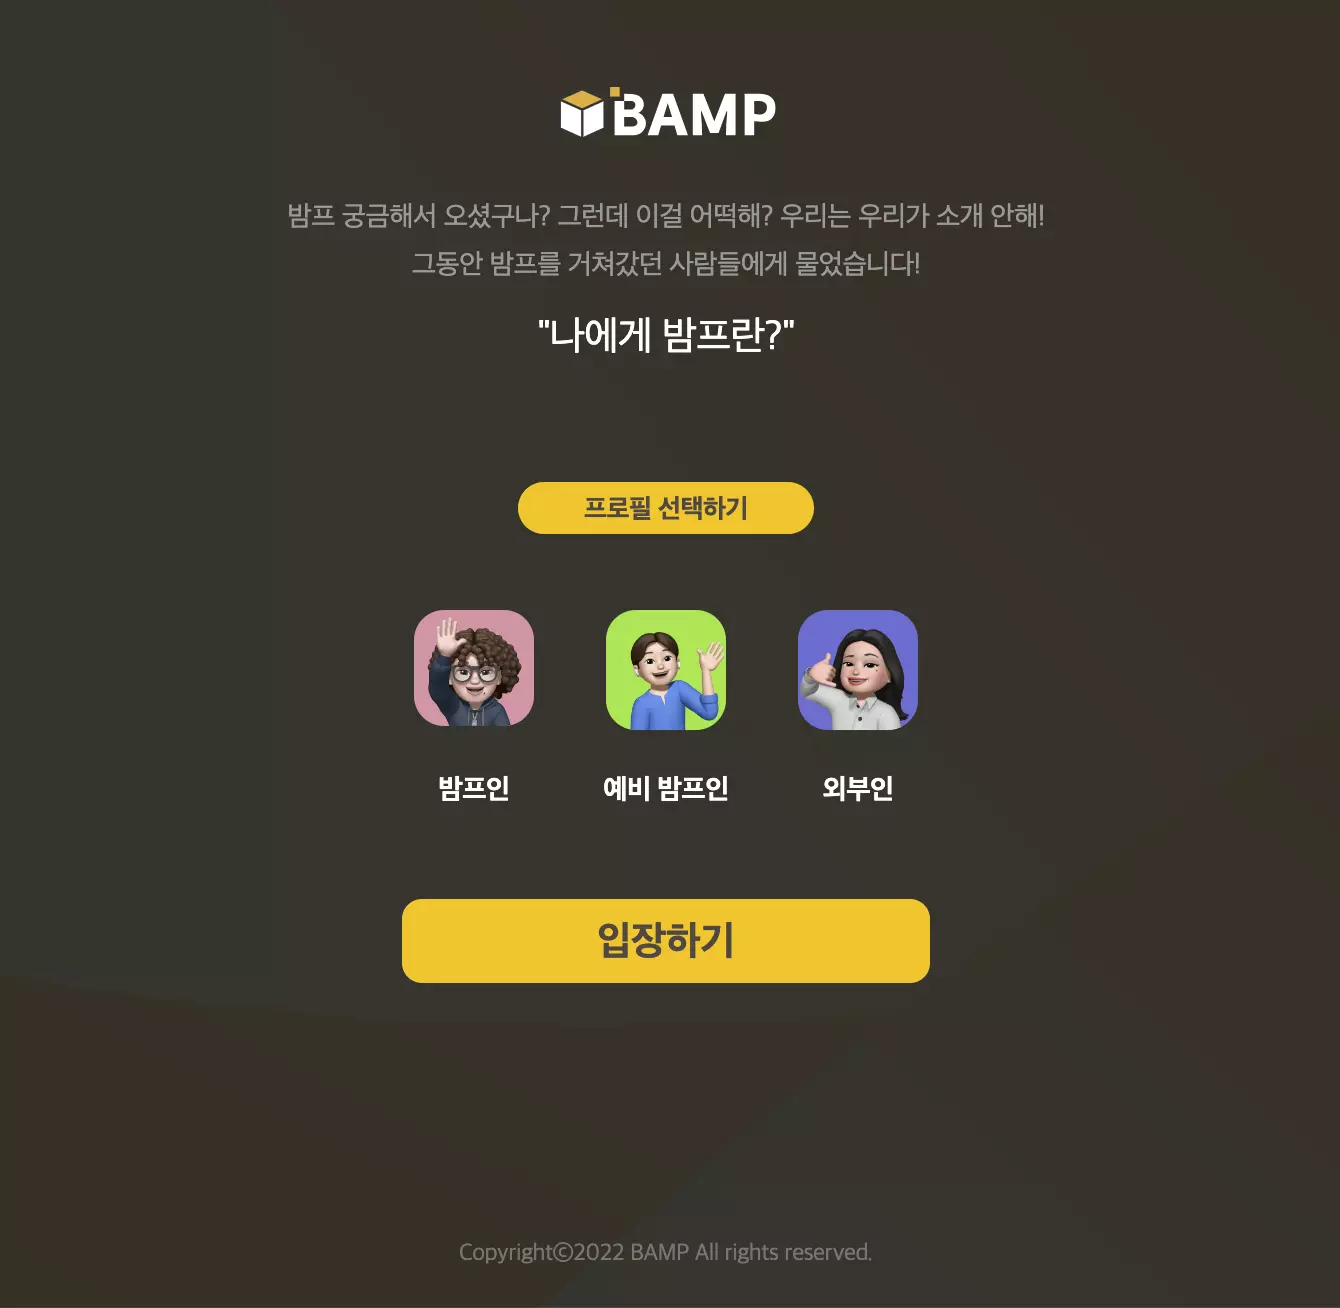 BAMP
밤프 궁금해서 오셨구나? 그런데 이걸 어떡해? 우리는 우리가 소개 안해!
그동안 밤프를 거쳐갔던 사람들에게 물었습니다!
"나에게 밤프란?"
프로필 선택하기
밤프인 예비 밤프인 외부인
입장하기
Copyrightⓒ2022 BAMP All rights reserved.